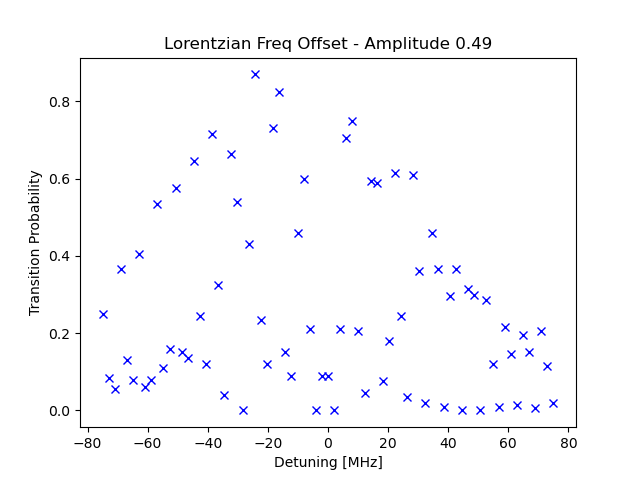 Lorentzian Freq Offset - Amplitude 0.49
Transition Probability
0.8
0.6
0.4
0.2
0.0
−80 −60 −40 −20 0 20 40 60 80
Detuning [MHz]